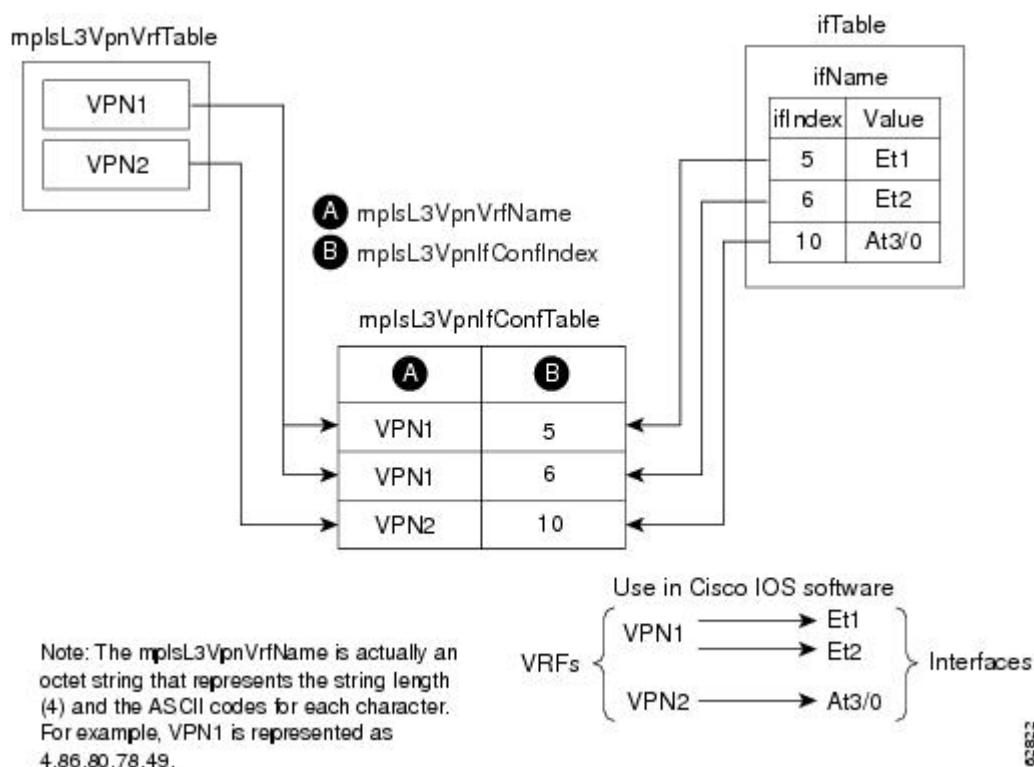 mplsL3VpnVrfTable
VPN1
VPN2
ifTable
ifName
ifIndex Value
5 Et1
6 Et2
10 At3/0
A mplsL3VpnVrfName
B mplsL3VpnIfConfIndex
mplsL3VpnIfConfTable
A B
VPN1 5
VPN1 6
VPN2 10
Note: The mplsL3VpnVrfName is actually an
octet string that represents the string length
(4) and the ASCII codes for each character.
For example, VPN1 is represented as
4.86.80.78.49.
Use in Cisco IOS software
VRFs
VPN1
Et1
Et2
VPN2
At3/0
Interfaces
62822